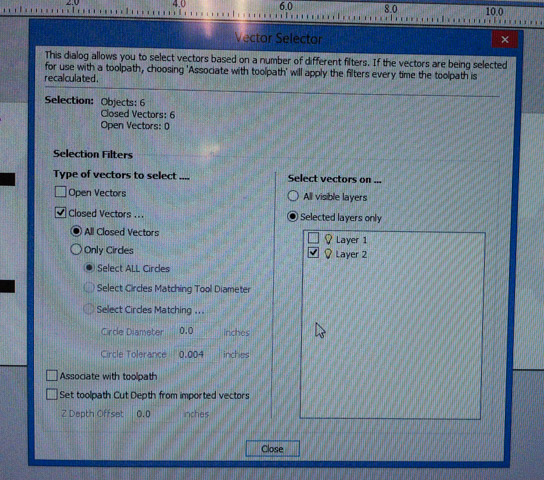 2.0 4.0 6.0 8.0 10.0
Vector Selector
This dialog allows you to select vectors based on a number of different filters. If the vectors are being selected
for use with a toolpath, choosing 'Associate with toolpath' will apply the filters every time the toolpath is
recalculated.
Selection: Objects: 6
Closed Vectors: 6
Open Vectors: 0
Selection Filters
Type of vectors to select ....
Open Vectors
Closed Vectors ...
All Closed Vectors
Only Circles
Select ALL Circles
Select Circles Matching Tool Diameter
Select Circles Matching ...
Circle Diameter 0.0 inches
Circle Tolerance 0.004 inches
Associate with toolpath
Set toolpath Cut Depth from imported vectors
Z Depth Offset 0.0 inches
Select vectors on ...
All visible layers
Selected layers only
Layer 1
Layer 2
Close